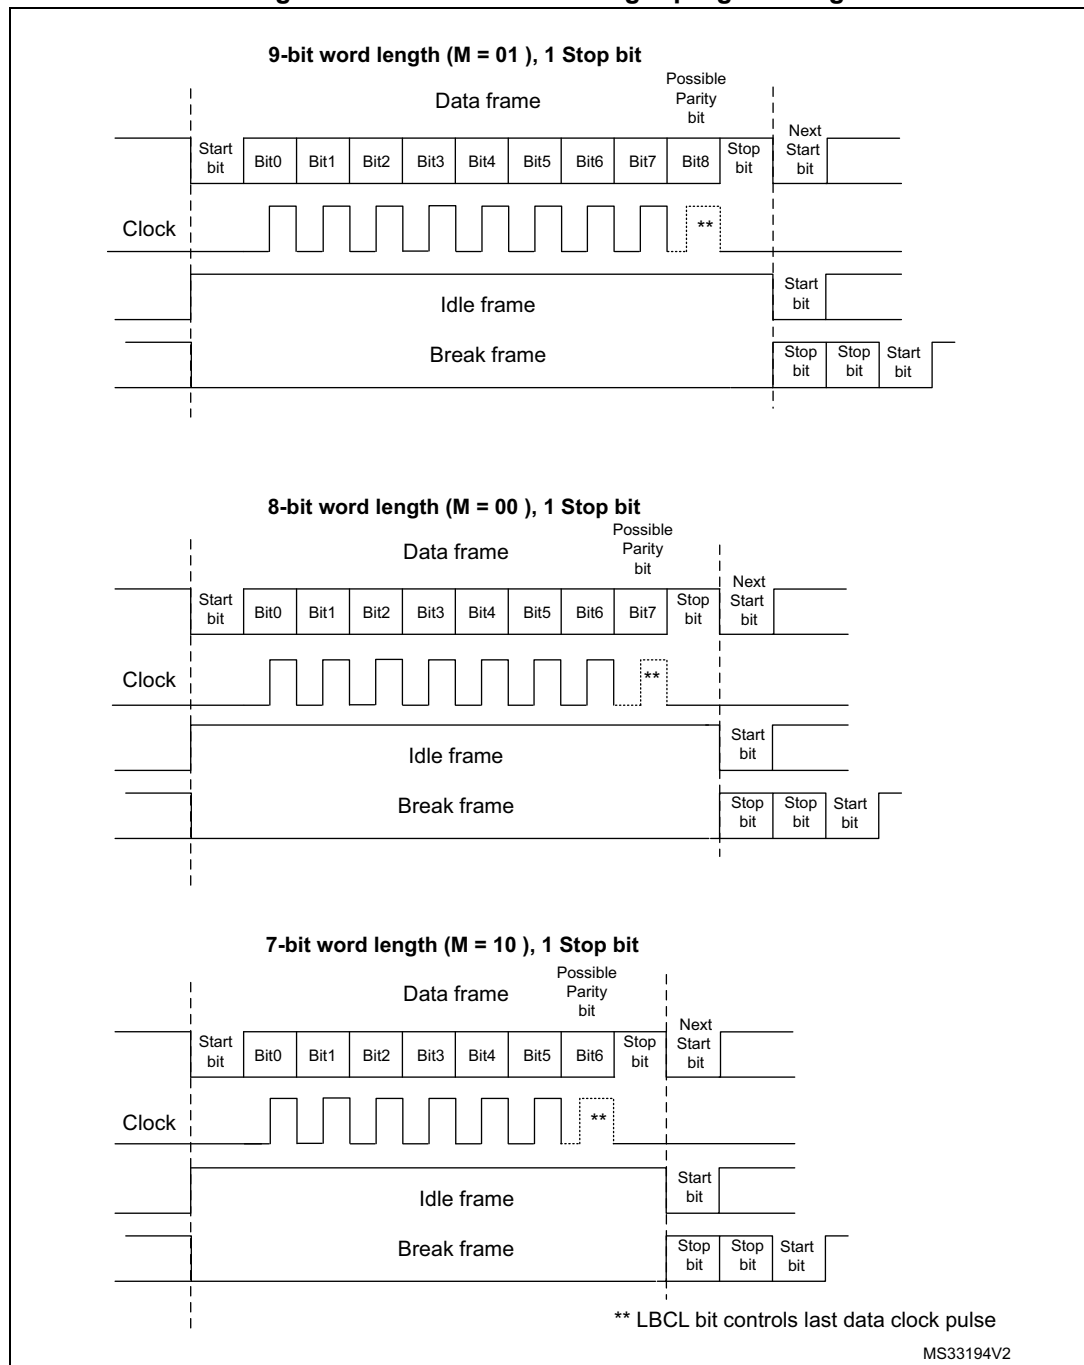 9-bit word length (M = 01 ), 1 Stop bit
Data frame
Possible
Parity
bit
Start
bit
Bit0 Bit1 Bit2 Bit3 Bit4 Bit5 Bit6 Bit7 Bit8
Stop
bit
Next
Start
bit
Clock
**
Idle frame
Start
bit
Break frame
Stop
bit
Stop
bit
Start
bit
8-bit word length (M = 00 ), 1 Stop bit
Data frame
Possible
Parity
bit
Start
bit
Bit0 Bit1 Bit2 Bit3 Bit4 Bit5 Bit6 Bit7
Stop
bit
Next
Start
bit
Clock
**
Idle frame
Start
bit
Break frame
Stop
bit
Stop
bit
Start
bit
7-bit word length (M = 10 ), 1 Stop bit
Data frame
Possible
Parity
bit
Start
bit
Bit0 Bit1 Bit2 Bit3 Bit4 Bit5 Bit6
Stop
bit
Next
Start
bit
Clock
**
Idle frame
Start
bit
Break frame
Stop
bit
Stop
bit
Start
bit
** LBCL bit controls last data clock pulse
MS33194V2